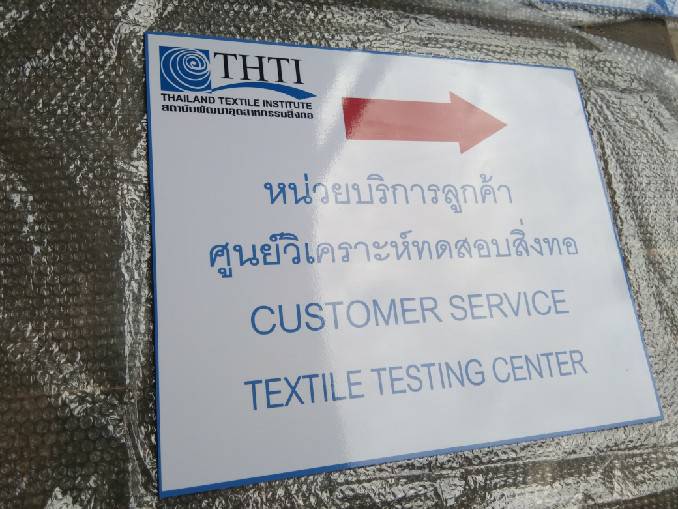 THTI
THAILAND TEXTILE INSTITUTE
สถาบันพัฒนาอุตสาหกรรมสิ่งทอ
หน่วยบริการลูกค้า
ศูนย์วิเคราะห์ทดสอบสิ่งทอ
CUSTOMER SERVICE
TEXTILE TESTING CENTER